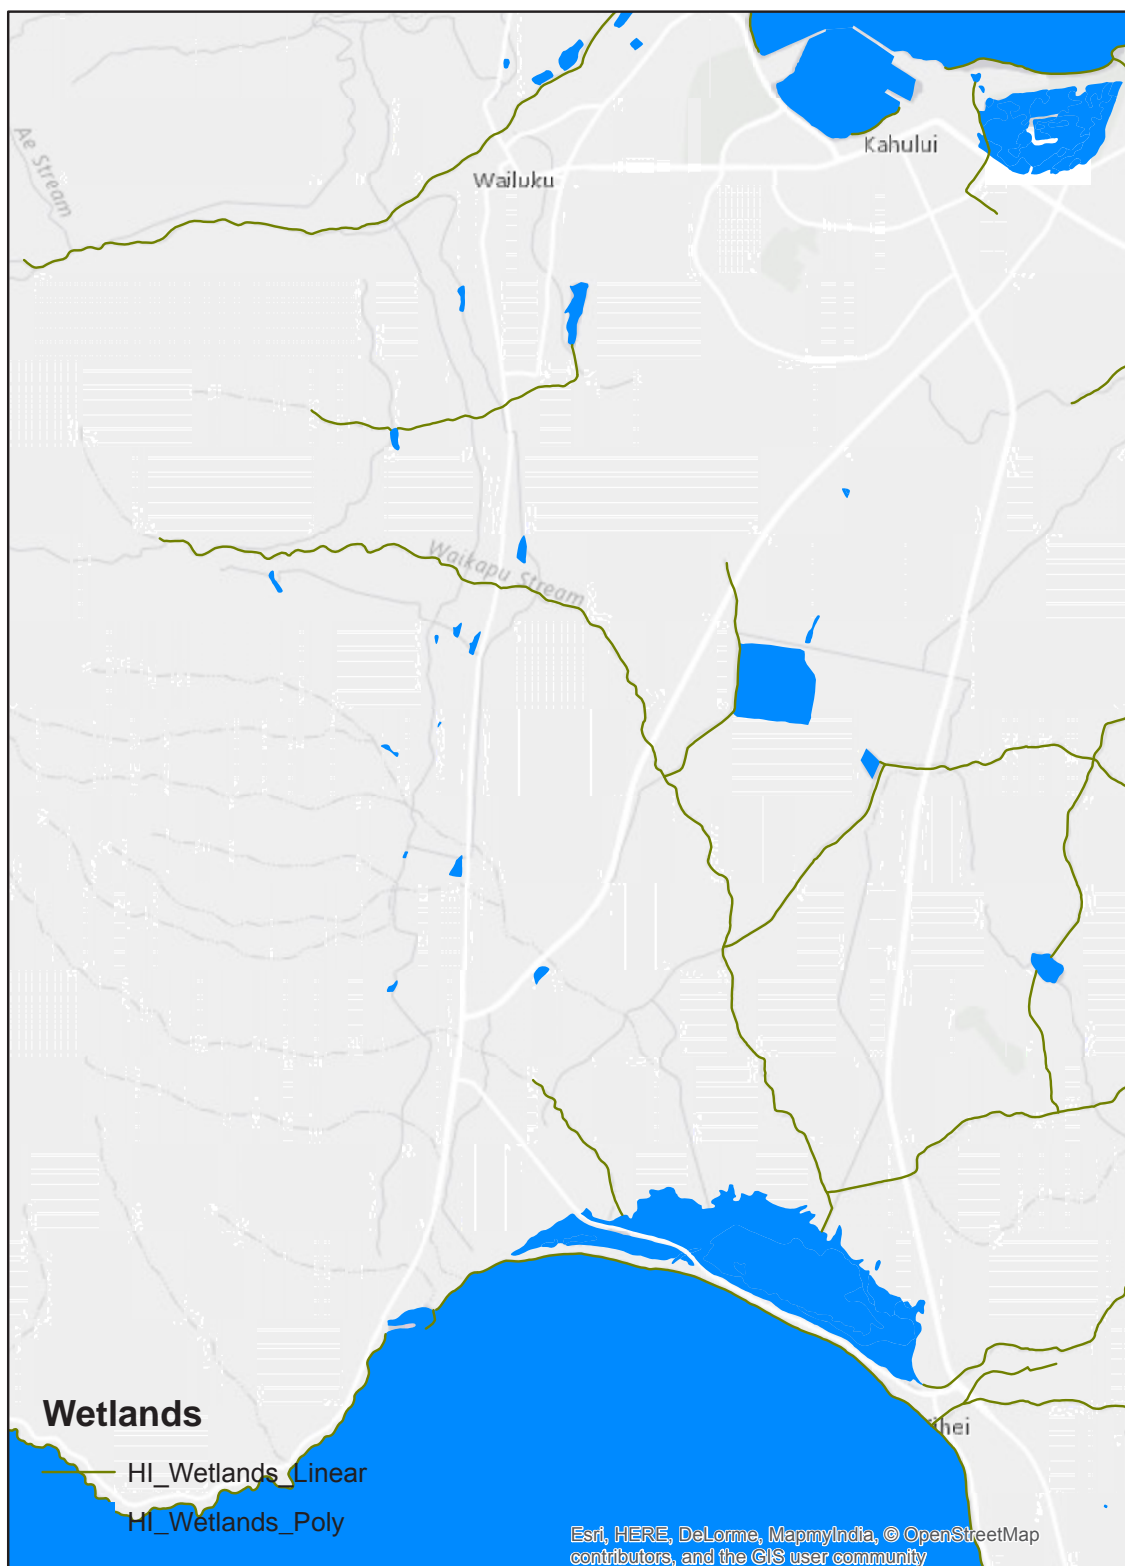 Kahului
Wailuku
Ae Stream
Waikapu Stream
Wetlands
HI_Wetlands_Linear
HI_Wetlands_Poly
Esri, HERE, DeLorme, MapmyIndia, © OpenStreetMap
contributors, and the GIS user community